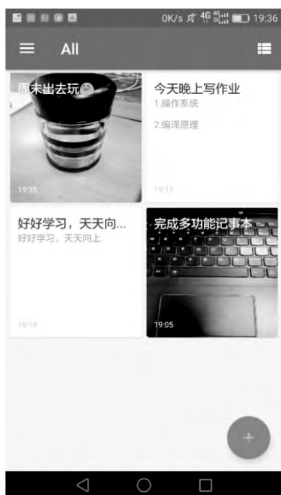 0K/s 4G 19:36
All
周末出去玩
19:35
今天晚上写作业
1.操作系统
2.编译原理
19:12
好好学习，天天向...
好好学习，天天向上
19:10
完成多功能记事本
19:05